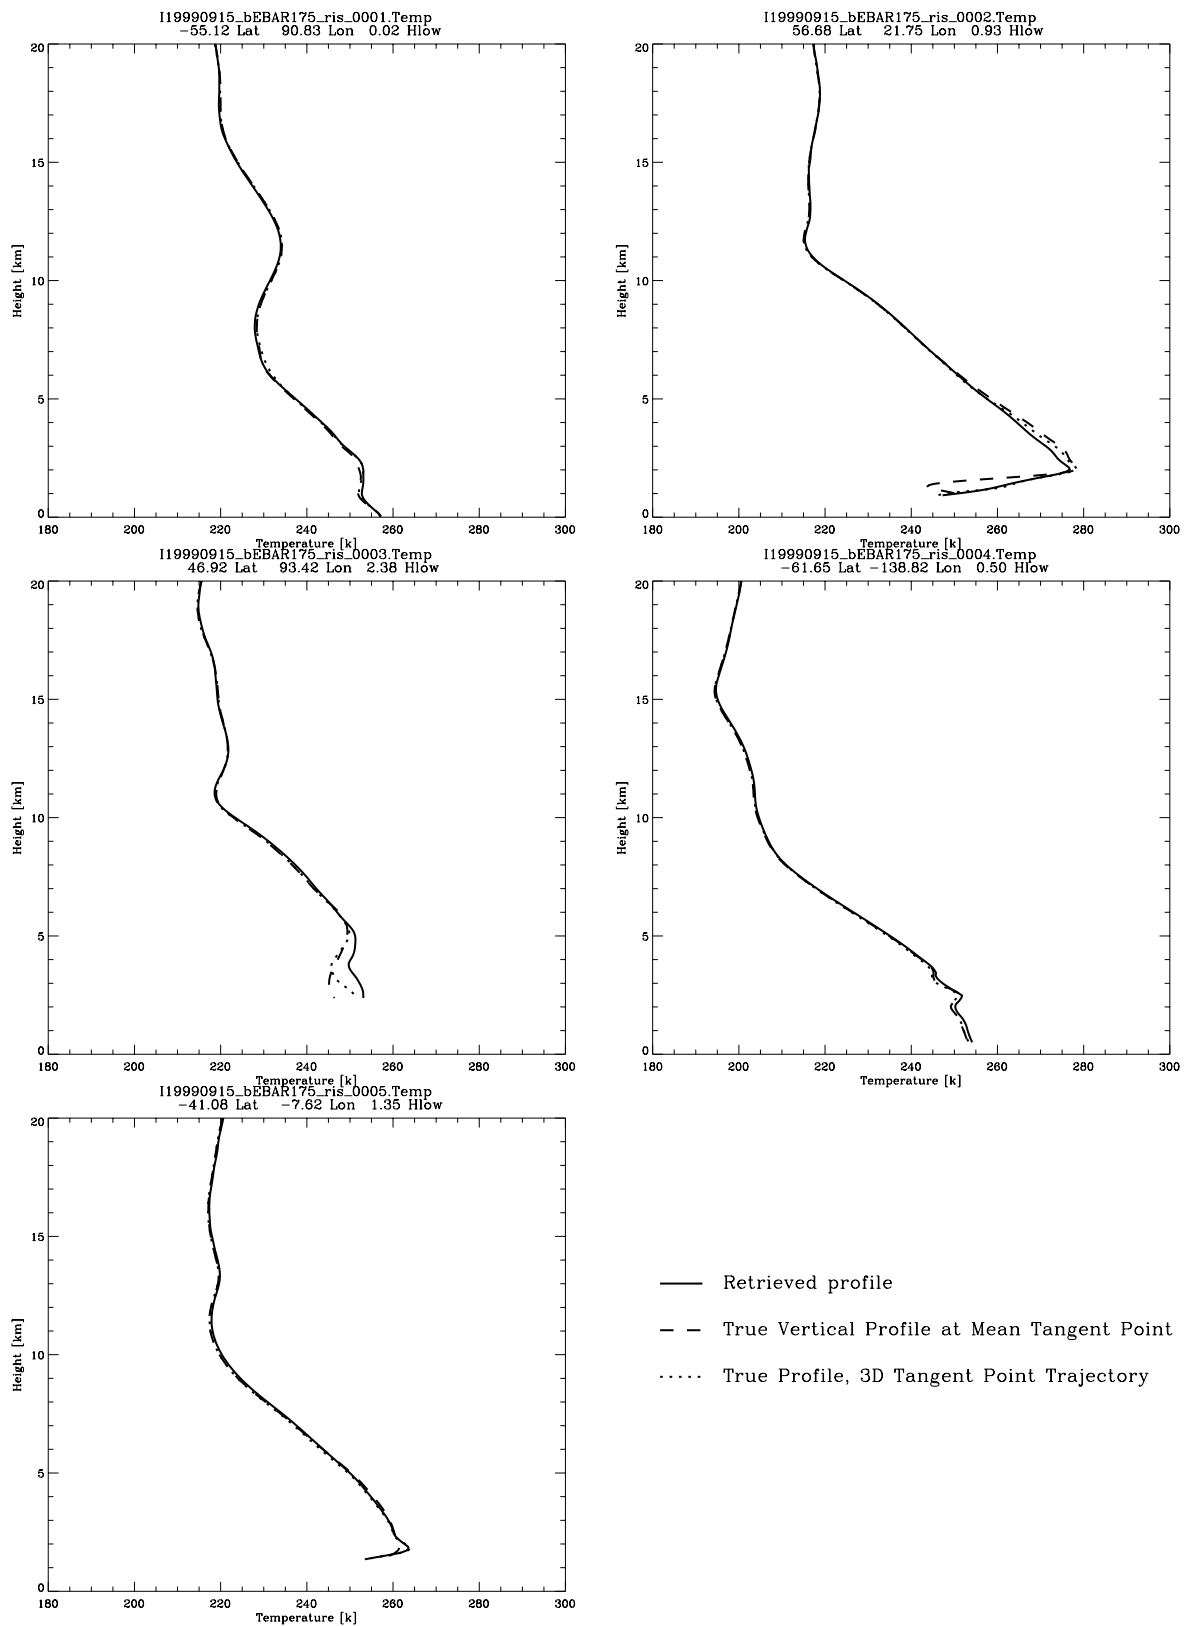 I19990915_bEBAR175_ris_0001.Temp
-55.12 Lat 90.83 Lon 0.02 Hlow
20
15
10
5
0
Height [km]
180 200 220 240 260 280 300
Temperature [k]
I19990915_bEBAR175_ris_0002.Temp
56.68 Lat 21.75 Lon 0.93 Hlow
20
15
10
5
0
Height [km]
180 200 220 240 260 280 300
Temperature [k]
I19990915_bEBAR175_ris_0003.Temp
46.92 Lat 93.42 Lon 2.38 Hlow
20
15
10
5
0
Height [km]
180 200 220 240 260 280 300
Temperature [k]
I19990915_bEBAR175_ris_0004.Temp
-61.65 Lat -138.82 Lon 0.50 Hlow
20
15
10
5
0
Height [km]
180 200 220 240 260 280 300
Temperature [k]
I19990915_bEBAR175_ris_0005.Temp
-41.08 Lat -7.62 Lon 1.35 Hlow
20
15
10
5
0
Height [km]
180 200 220 240 260 280 300
Temperature [k]
Retrieved profile
True Vertical Profile at Mean Tangent Point
True Profile, 3D Tangent Point Trajectory